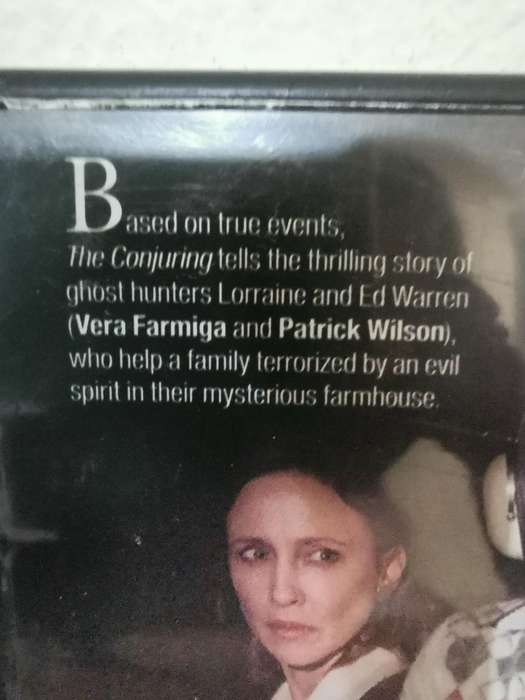 Based on true events,
The Conjuring tells the thrilling story of
ghost hunters Lorraine and Ed Warren
(Vera Farmiga and Patrick Wilson),
who help a family terrorized by an evil
spirit in their mysterious farmhouse.